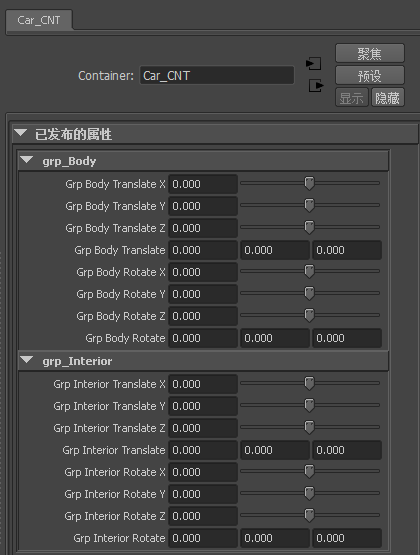 Car_CNT
Container: Car_CNT
聚焦
预设
显示 隐藏
已发布的属性
grp_Body
Grp Body Translate X 0.000
Grp Body Translate Y 0.000
Grp Body Translate Z 0.000
Grp Body Translate 0.000 0.000 0.000
Grp Body Rotate X 0.000
Grp Body Rotate Y 0.000
Grp Body Rotate Z 0.000
Grp Body Rotate 0.000 0.000 0.000
grp_Interior
Grp Interior Translate X 0.000
Grp Interior Translate Y 0.000
Grp Interior Translate Z 0.000
Grp Interior Translate 0.000 0.000 0.000
Grp Interior Rotate X 0.000
Grp Interior Rotate Y 0.000
Grp Interior Rotate Z 0.000
Grp Interior Rotate 0.000 0.000 0.000